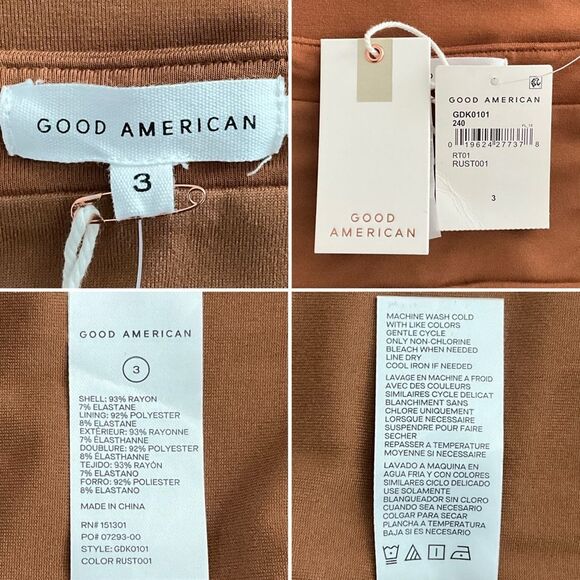 GOOD AMERICAN
3
GOOD
AMERICAN
GOOD AMERICAN
GDK0101
240
FL 16
0 19624 27737 8
RT01
RUST001
3
GOOD AMERICAN
3
SHELL: 93% RAYON
7% ELASTANE
LINING: 92% POLYESTER
8% ELASTANE
EXTÉRIEUR: 93% RAYONNE
7% ÉLASTHANNE
DOUBLURE: 92% POLYESTER
8% ÉLASTHANNE
TEJIDO: 93% RAYÓN
7% ELASTANO
FORRO: 92% POLIÉSTER
8% ELASTANO
MADE IN CHINA
RN# 151301
PO# 07293-00
STYLE: GDK0101
COLOR RUST001
MACHINE WASH COLD
WITH LIKE COLORS
GENTLE CYCLE
ONLY NON-CHLORINE
BLEACH WHEN NEEDED
LINE DRY
COOL IRON IF NEEDED
LAVAGE EN MACHINE A FROID
AVEC DES COULEURS
SIMILAIRES CYCLE DELICAT
BLANCHIMENT SANS
CHLORE UNIQUEMENT
LORSQUE NECESSAIRE
SUSPENDRE POUR FAIRE
SECHER
REPASSER A TEMPERATURE
MOYENNE SI NECESSAIRE
LAVADO A MAQUINA EN
AGUA FRIA Y CON COLORES
SIMILARES CICLO DELICADO
USE SOLAMENTE
BLANQUEADOR SIN CLORO
CUANDO SEA NECESARIO
COLGAR PARA SECAR
PLANCHA A TEMPERATURA
BAJA SI ES NECESARIO